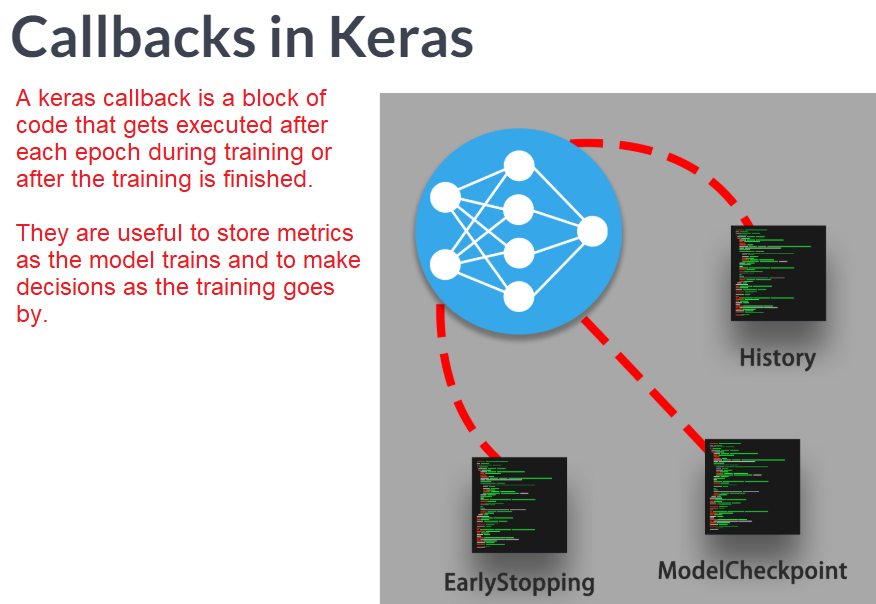 Callbacks in Keras
A keras callback is a block of
code that gets executed after
each epoch during training or
after the training is finished.
They are useful to store metrics
as the model trains and to make
decisions as the training goes
by.
History
ModelCheckpoint
EarlyStopping